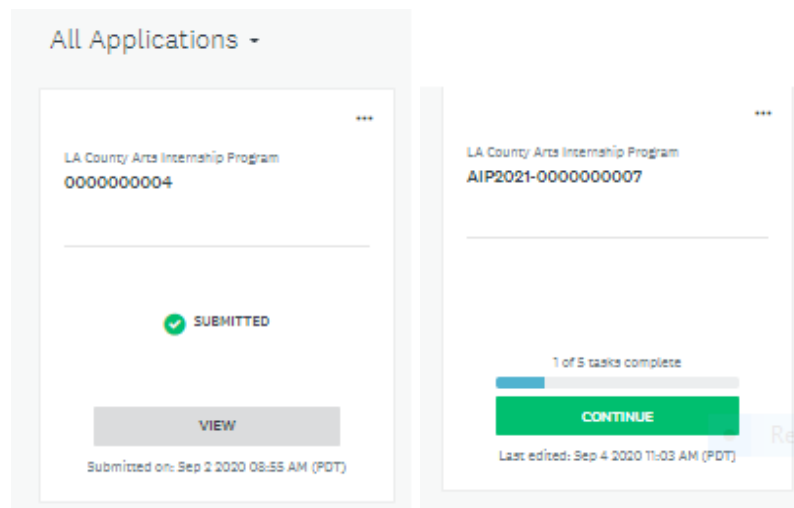 All Applications
...
LA County Arts Internship Program
0000000004
SUBMITTED
VIEW
Submitted on: Sep 2 2020 08:55 AM (PDT)
...
LA County Arts Internship Program
AIP2021-0000000007
1 of 5 tasks complete
CONTINUE
Last edited: Sep 4 2020 11:03 AM (PDT)
Re